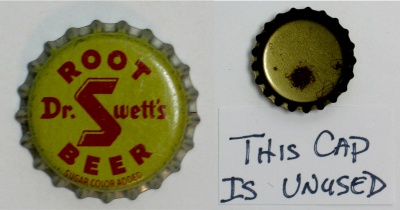 ROOT
Dr. Swett's
BEER
SUGAR COLOR ADDED
THIS CAP
IS UNUSED